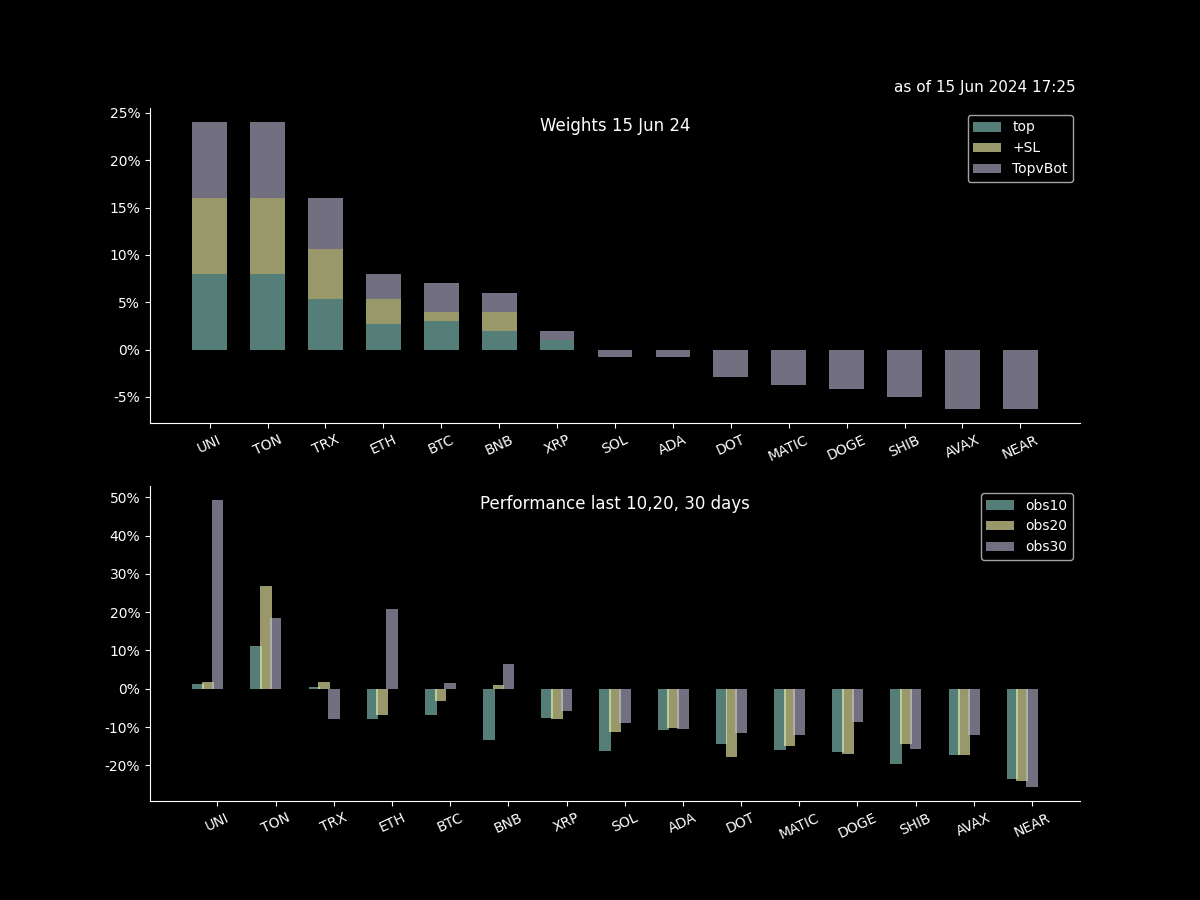 as of 15 Jun 2024 17:25
Weights 15 Jun 24
top
+SL
TopvBot
25%
20%
15%
10%
5%
0%
-5%
UNI TON TRX ETH BTC BNB XRP SOL ADA DOT MATIC DOGE SHIB AVAX NEAR
Performance last 10,20, 30 days
obs10
obs20
obs30
50%
40%
30%
20%
10%
0%
-10%
-20%
UNI TON TRX ETH BTC BNB XRP SOL ADA DOT MATIC DOGE SHIB AVAX NEAR